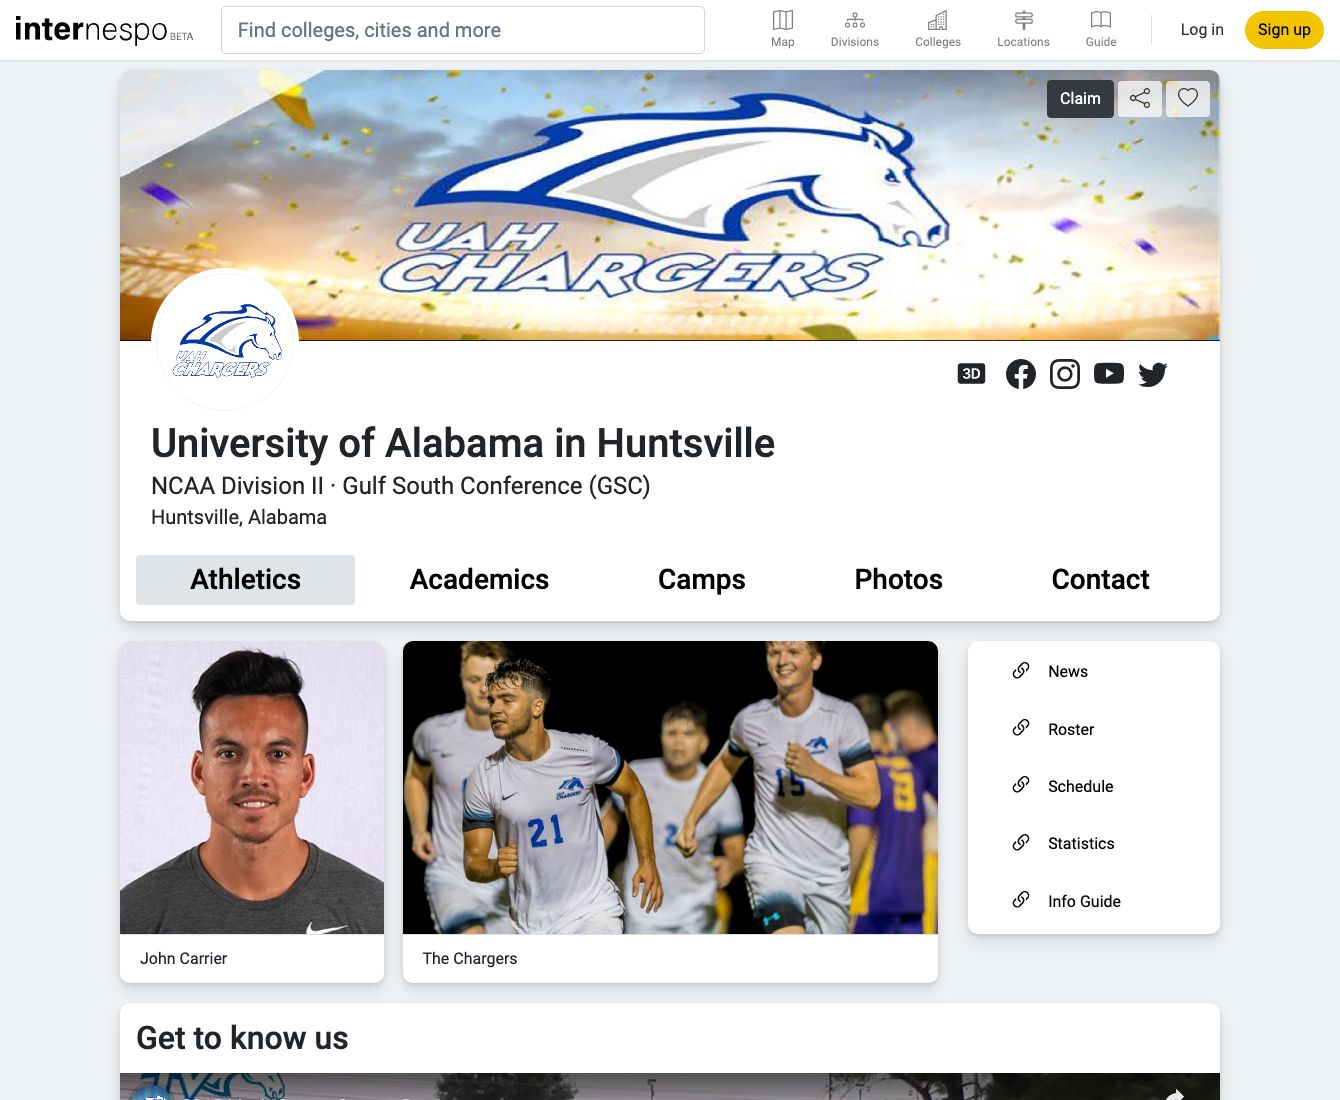 internespo BETA
Find colleges, cities and more
Map
Divisions
Colleges
Locations
Guide
Log in
Sign up
Claim
UAH
CHARGERS
UAH
CHARGERS
3D
University of Alabama in Huntsville
NCAA Division II · Gulf South Conference (GSC)
Huntsville, Alabama
Athletics
Academics
Camps
Photos
Contact
21
15
2
8
John Carrier
The Chargers
News
Roster
Schedule
Statistics
Info Guide
Get to know us